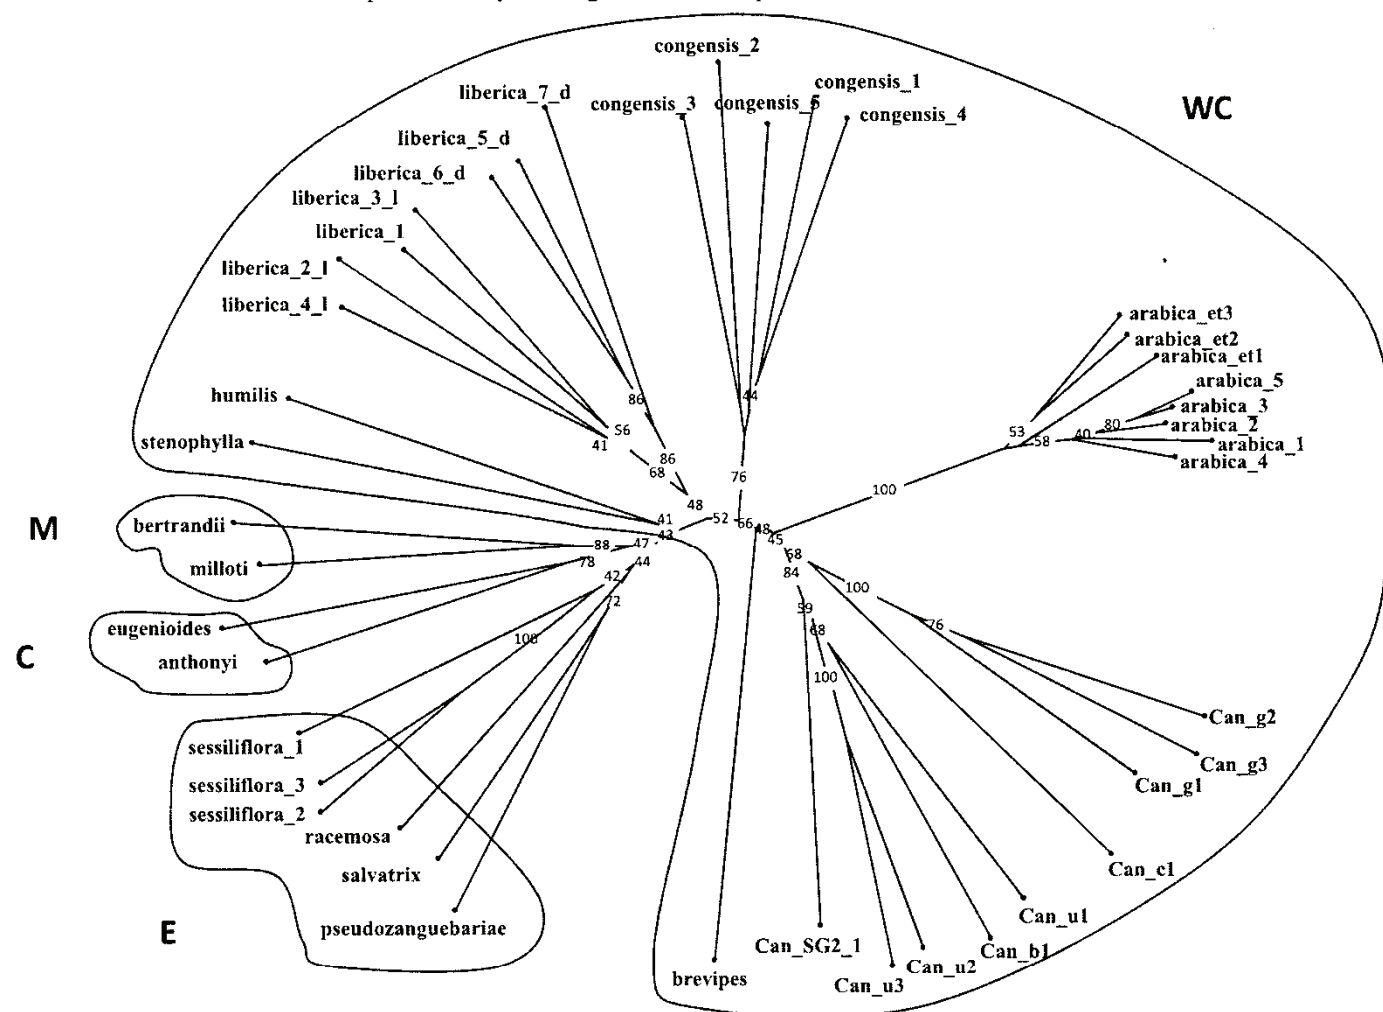 congensis_2
congensis_1
liberica_7_d
congensis_3
congensis_5
congensis_4
WC
liberica_5_d
liberica_6_d
liberica_3_l
liberica_1
liberica_2_l
liberica_4_l
arabica_et3
arabica_et2
arabica_et1
arabica_5
arabica_3
arabica_2
arabica_1
arabica_4
humilis
stenophylla
86
44
56
41
53
58
40
80
86
68
76
48
100
41
43
52
66
48
45
M
bertrandii
milloti
88
47
78
44
42
72
68
84
100
59
68
76
100
100
C
eugenioides
anthonyi
sessiliflora_1
sessiliflora_3
sessiliflora_2
racemosa
salvatrix
pseudozanguebariae
E
Can_g2
Can_g3
Can_g1
Can_c1
Can_u1
Can_b1
Can_u2
Can_u3
Can_SG2_1
brevipes